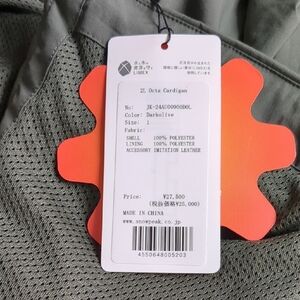 LIMEX
2L Octa Cardigan
No: JK-24AU00900DOL
Color: Darkolive
Size: 1
Fabric:
SHELL 100% POLYESTER
LINING 100% POLYESTER
ACCESSORY IMITATION LEATHER
Price: ¥27,500
(税抜価格¥25,000)
MADE IN CHINA
www.snowpeak.co.jp
4550648005203